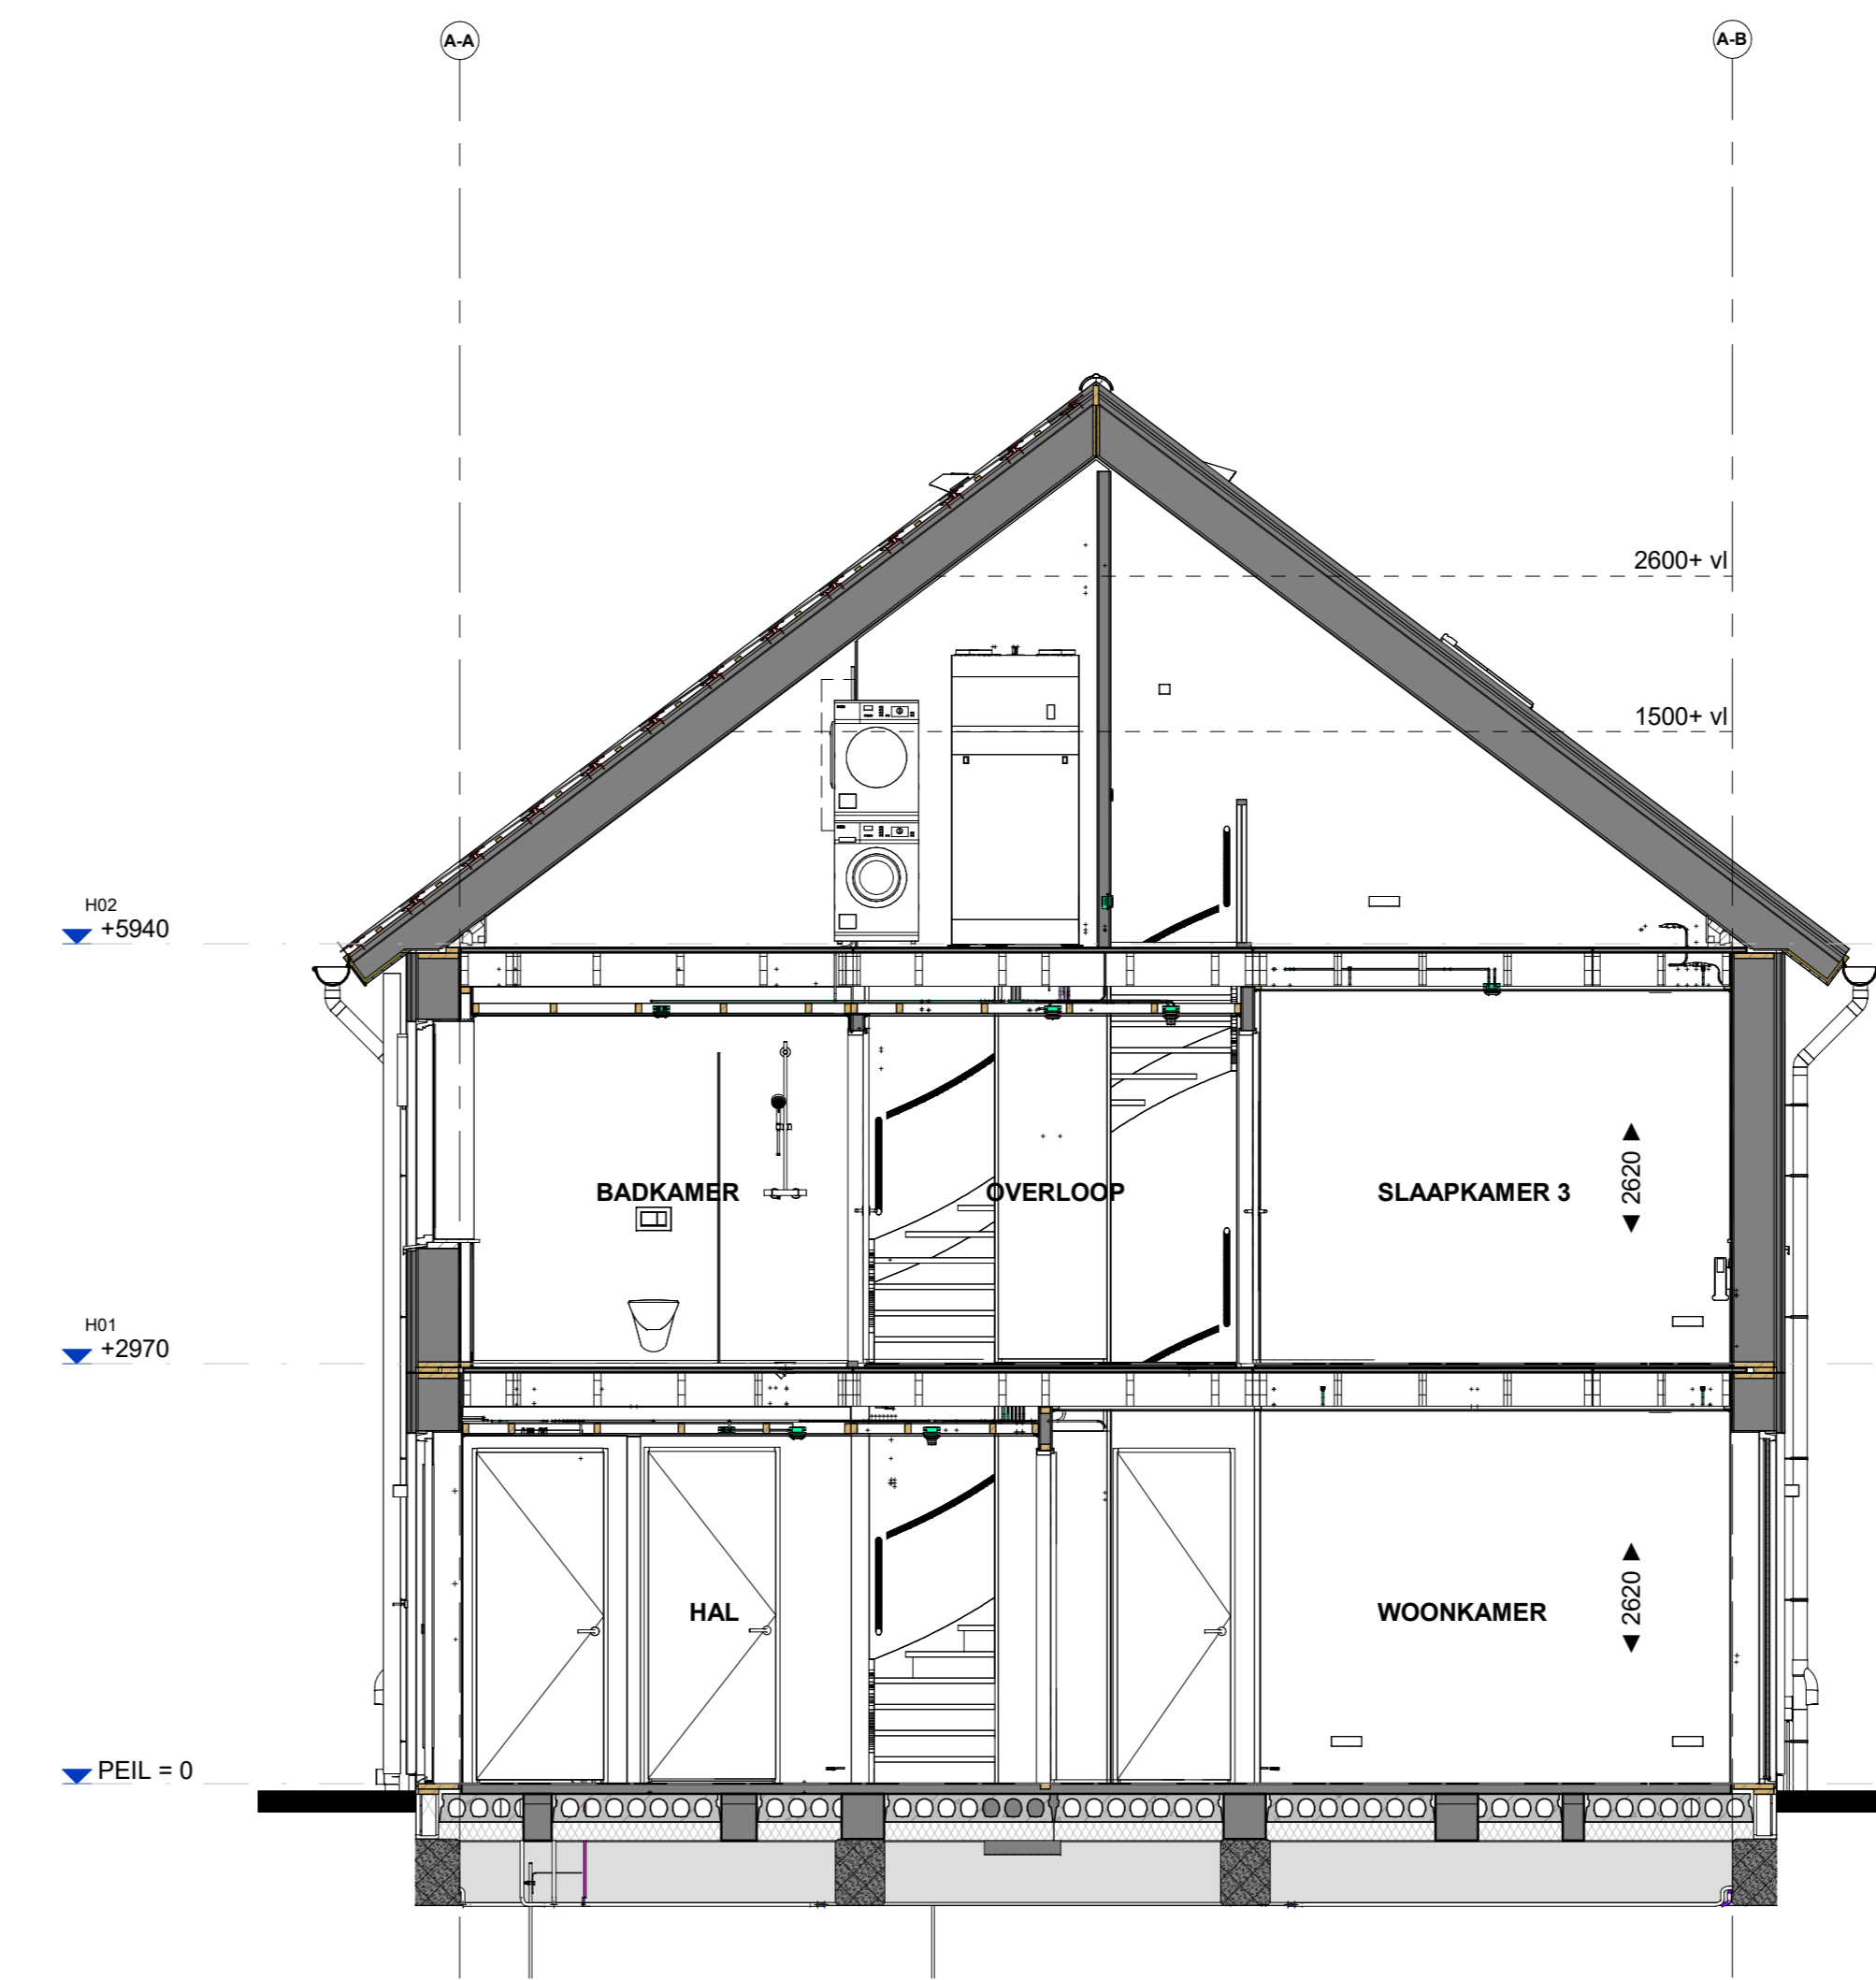 A-A
A-B
2600+ vl
1500+ vl
H02
+5940
BADKAMER
OVERLOOP
SLAAPKAMER 3
2620
H01
+2970
HAL
WOONKAMER
2620
PEIL = 0